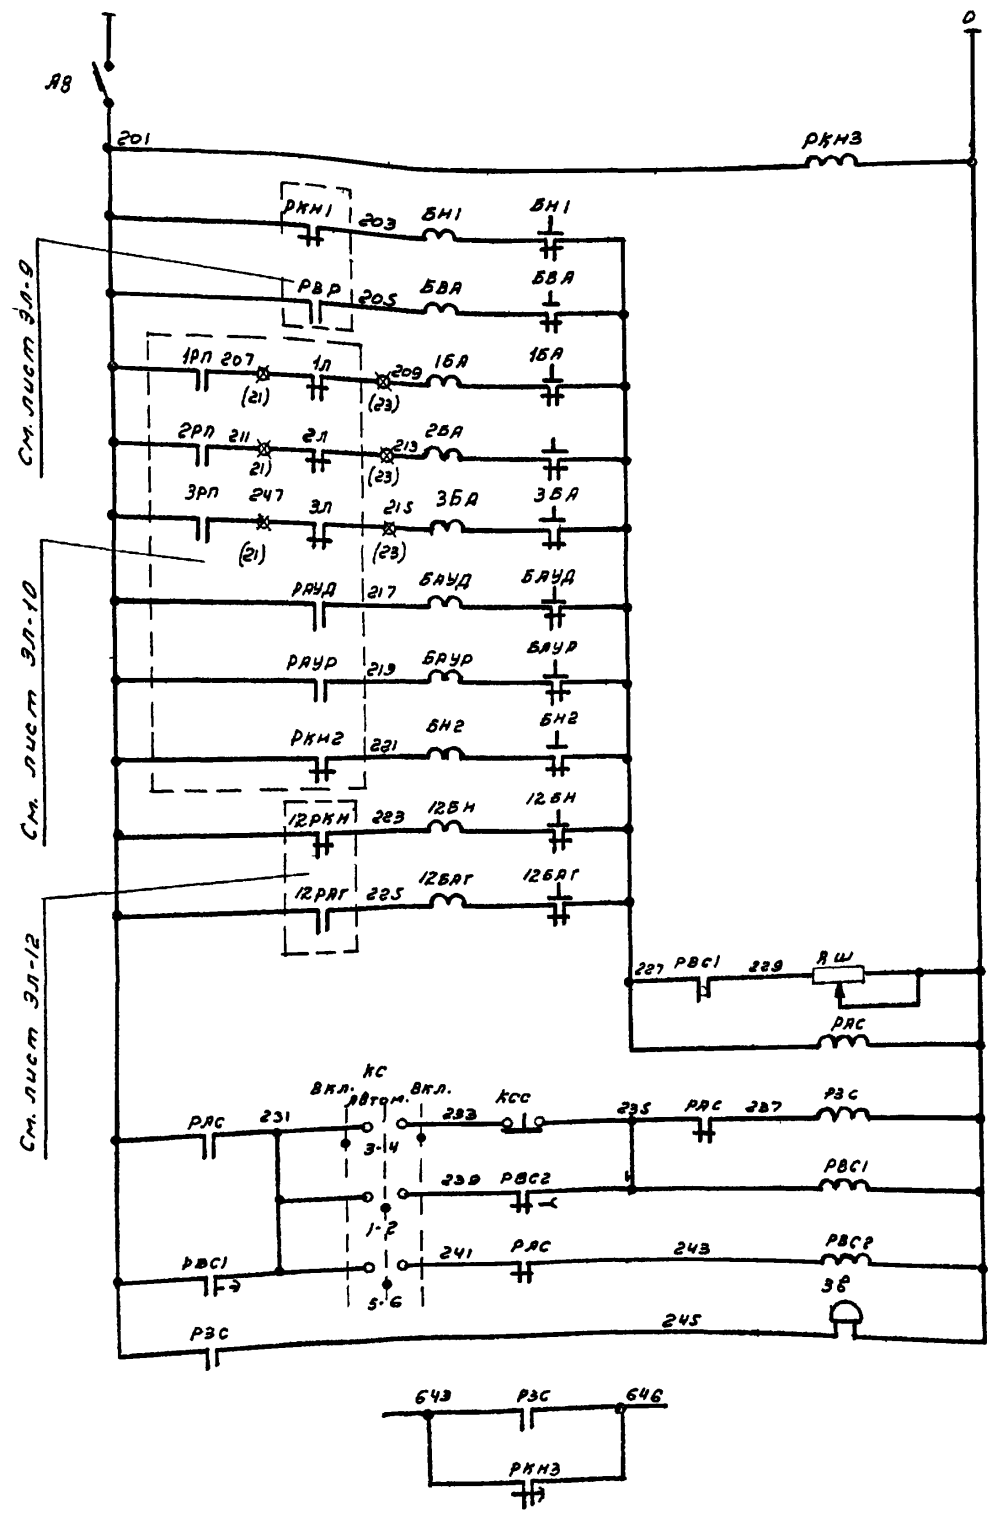 О
АВ
201
РКН3
РКН1 203 БН1 БН1
РВР 205 БВА БВА
1РП 207 1Л 209 1БА 1БА
(21) (23)
2РП 211 2Л 213 2БА
21) (23)
3РП 247 3Л 215 3БА 3БА
(21) (23)
РАУД 217 БАУД БАУД
РАУР 219 БАУР БАУР
РКН2 221 БН2 БН2
12РКН 223 12БН 12БН
12РАГ 225 12БАГ 12БАГ
227 РВС1 229 RШ
РАС
КС
ВКЛ. АВТОМ. ВКЛ.
РАС 231 233 КСС 235 РАС 237 РЗС
3-4
239 РВС2 РВС1
1-2
РВС1 241 РАС 243 РВС2
5-6
РЗС 245 Зв
643 РЗС 646
РКН3
См. лист ЭЛ-9
См. лист ЭЛ-10
См. лист ЭЛ-12